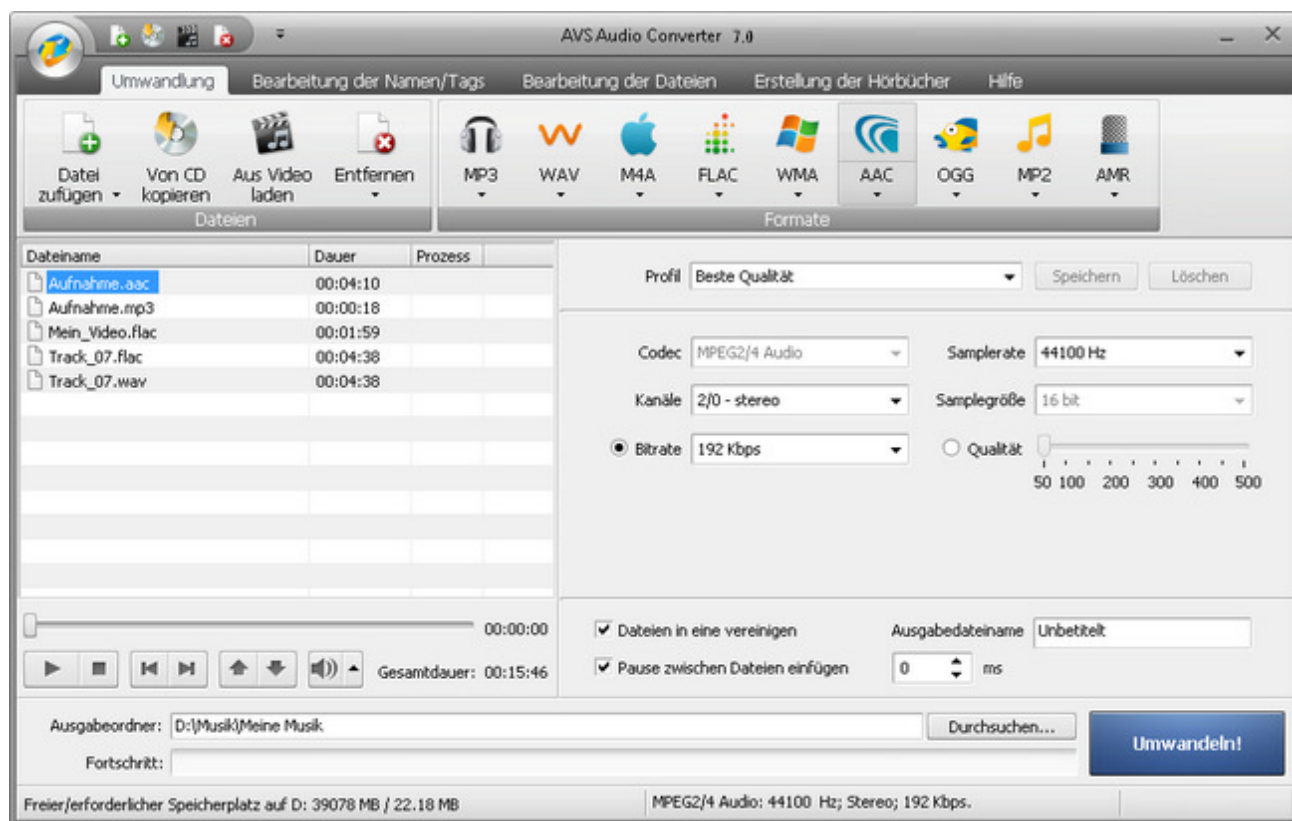 AVS Audio Converter 7.0
Umwandlung Bearbeitung der Namen/Tags Bearbeitung der Dateien Erstellung der Hörbücher Hilfe
Datei zufügen
Von CD kopieren
Aus Video laden
Entfernen
MP3 WAV M4A FLAC WMA AAC OGG MP2 AMR
Dateien
Formate
Dateiname Dauer Prozess
Aufnahme.aac 00:04:10
Aufnahme.mp3 00:00:18
Mein_Video.flac 00:01:59
Track_07.flac 00:04:38
Track_07.wav 00:04:38
Profil Beste Qualität Speichern Löschen
Codec MPEG2/4 Audio Samplerate 44100 Hz
Kanäle 2/0 - stereo Samplegröße 16 bit
Bitrate 192 Kbps Qualität
50 100 200 300 400 500
00:00:00
Gesamtdauer: 00:15:46
Dateien in eine vereinigen Ausgabedateiname Unbetitelt
Pause zwischen Dateien einfügen 0 ms
Ausgabeordner: D:\Musik\Meine Musik Durchsuchen...
Umwandeln!
Fortschritt:
Freier/erforderlicher Speicherplatz auf D: 39078 MB / 22.18 MB
MPEG2/4 Audio: 44100 Hz; Stereo; 192 Kbps.